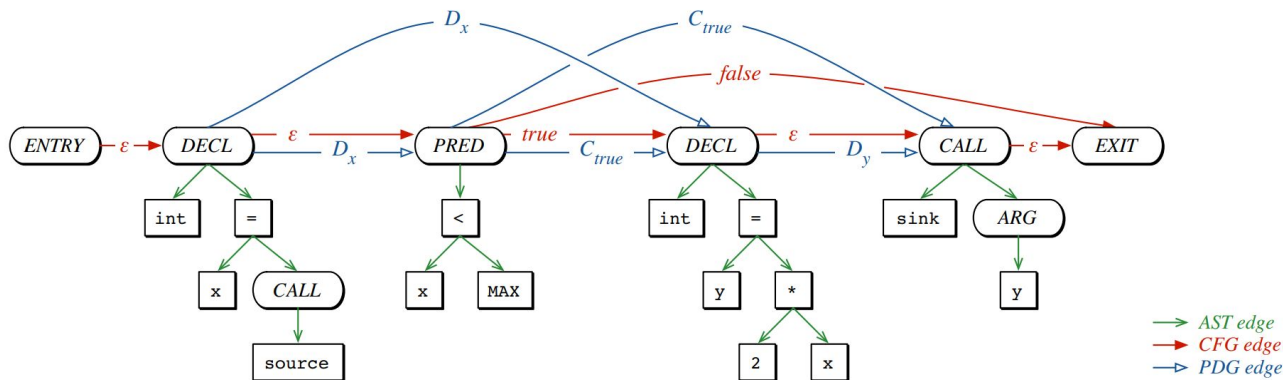 D_x C_true
false
ENTRY ε DECL ε PRED true DECL ε CALL ε EXIT
D_x C_true D_y
int = < int = sink ARG
x CALL x MAX y * y
source 2 x
AST edge
CFG edge
PDG edge